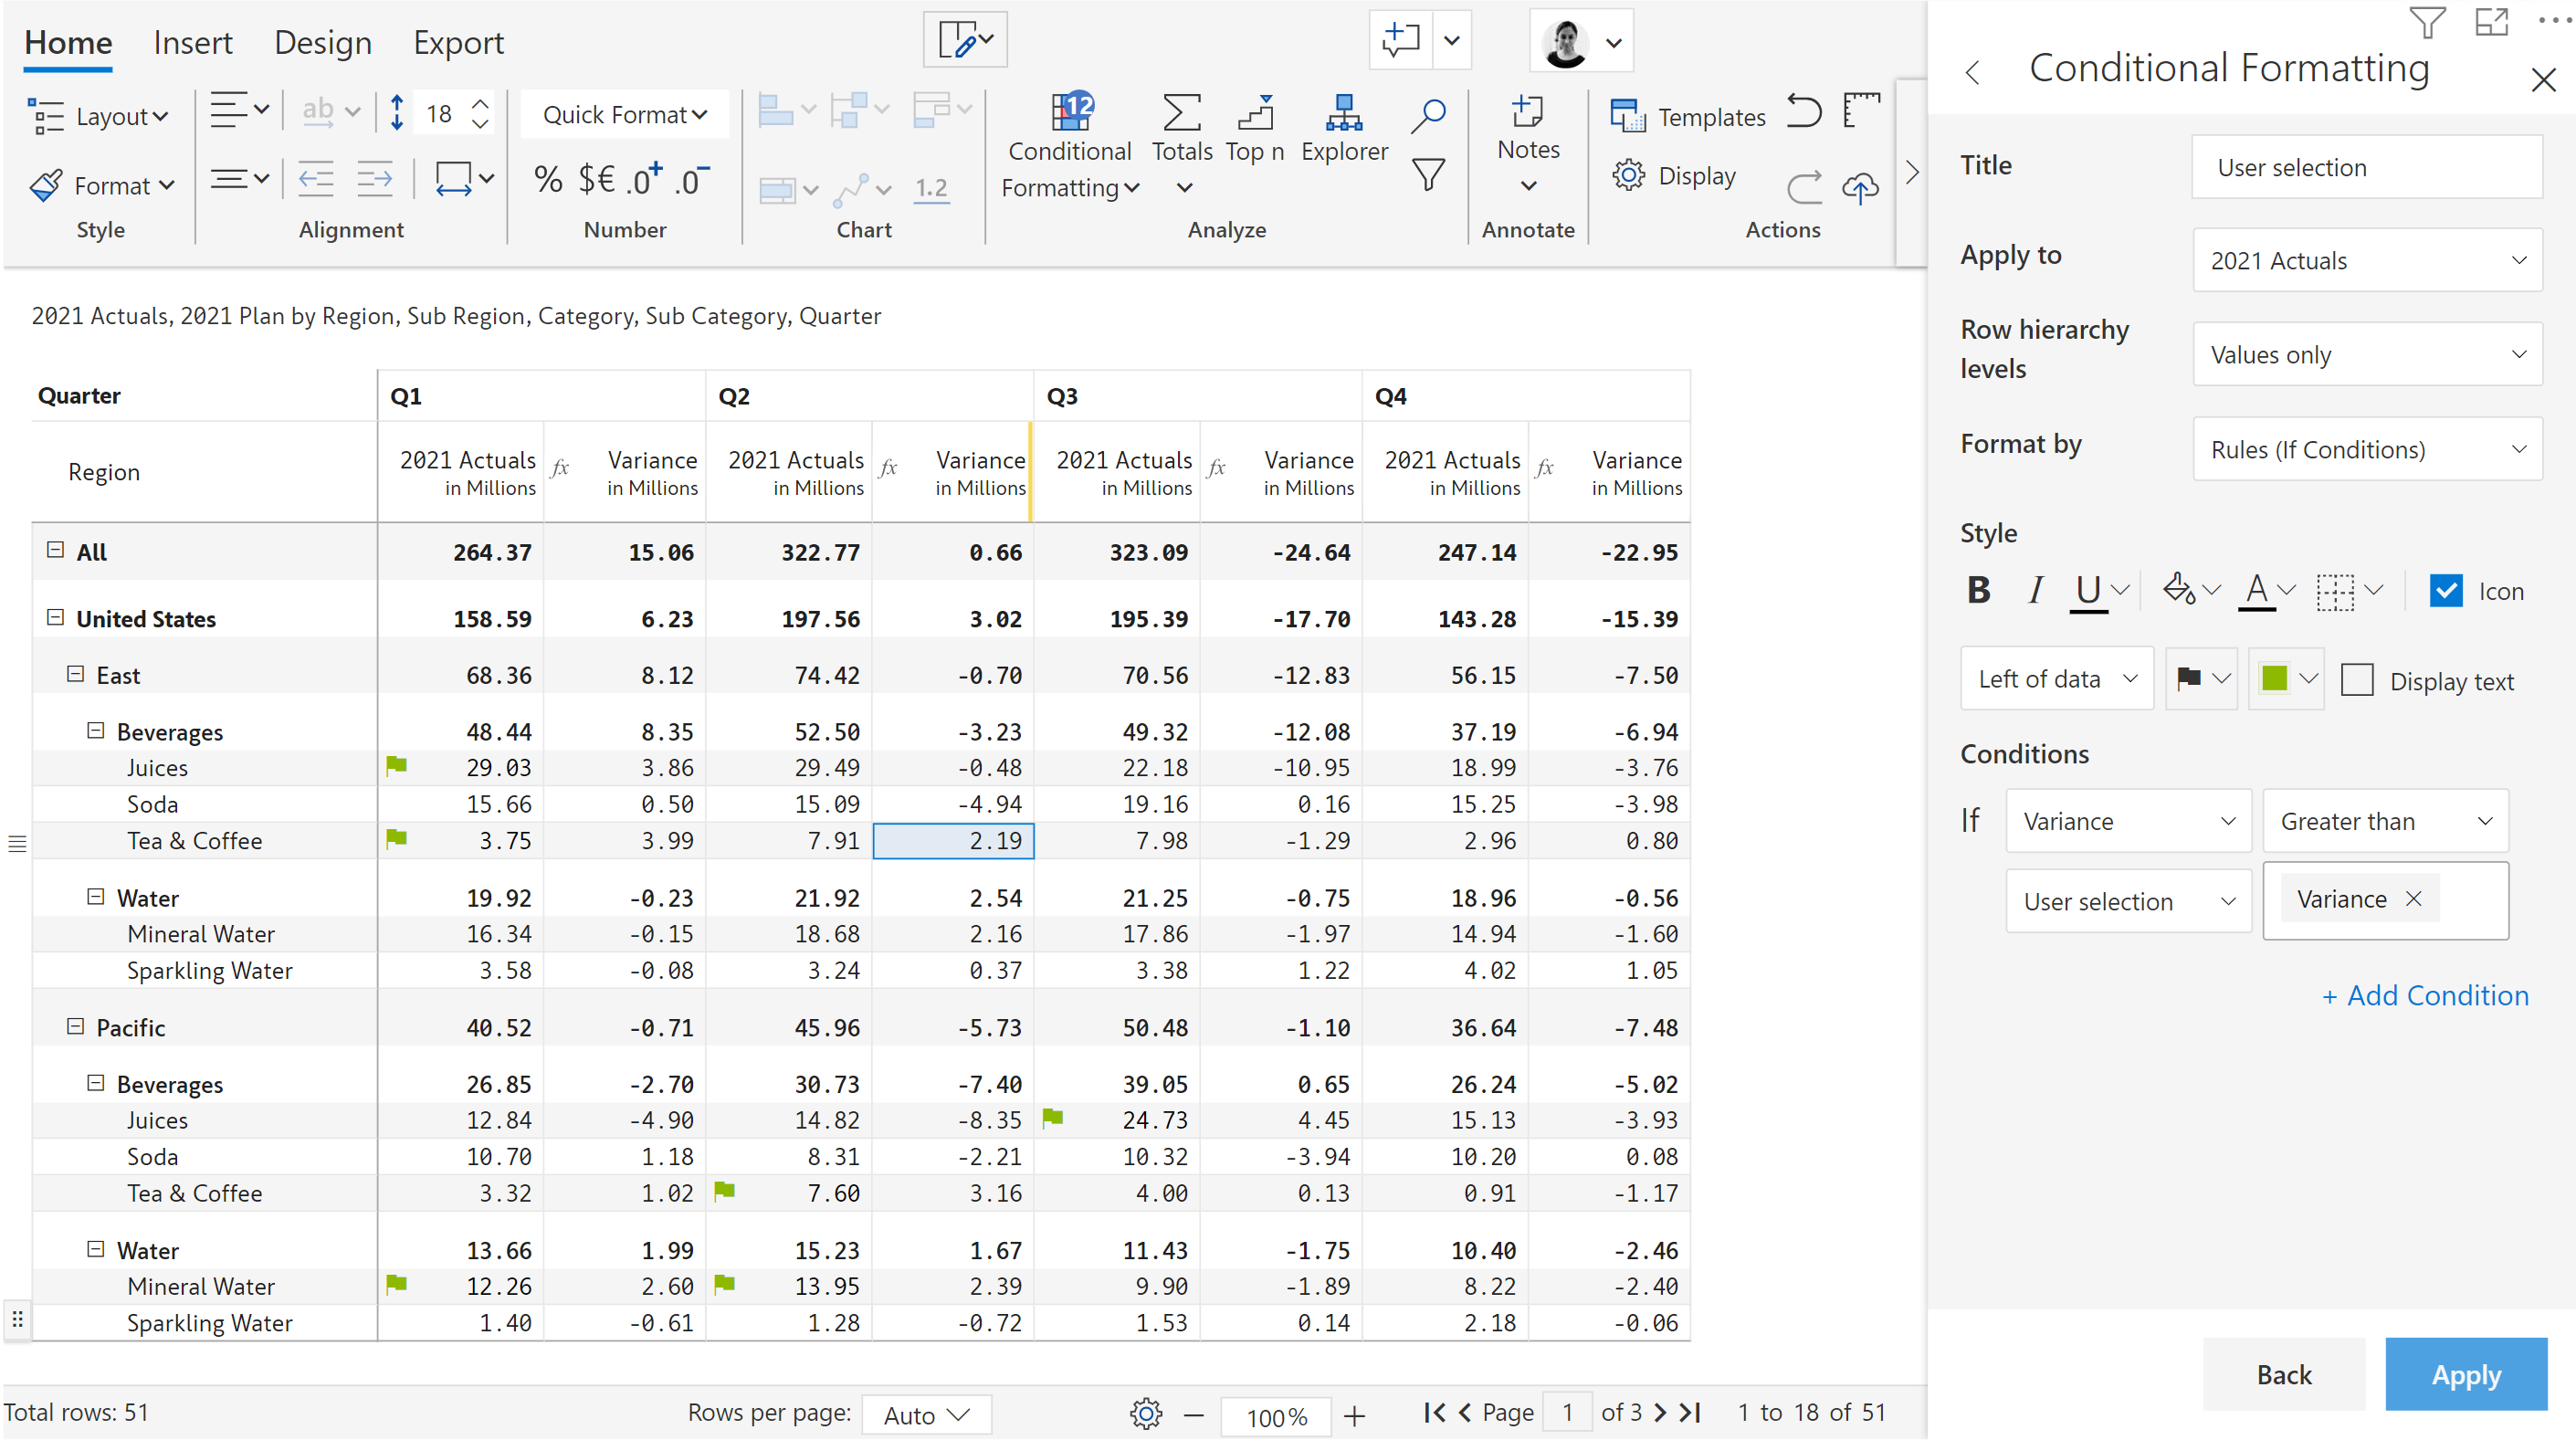 Home Insert Design Export
Layout
ab
18
Quick Format
12
Conditional
Formatting
Totals
Top n
Explorer
Notes
Templates
Format
% $€ .0+ .0-
1.2
Display
Style
Alignment
Number
Chart
Analyze
Annotate
Actions
2021 Actuals, 2021 Plan by Region, Sub Region, Category, Sub Category, Quarter
Quarter Q1 Q2 Q3 Q4
Region 2021 Actuals in Millions fx Variance in Millions 2021 Actuals in Millions fx Variance in Millions 2021 Actuals in Millions fx Variance in Millions 2021 Actuals in Millions fx Variance in Millions
All 264.37 15.06 322.77 0.66 323.09 -24.64 247.14 -22.95
United States 158.59 6.23 197.56 3.02 195.39 -17.70 143.28 -15.39
East 68.36 8.12 74.42 -0.70 70.56 -12.83 56.15 -7.50
Beverages 48.44 8.35 52.50 -3.23 49.32 -12.08 37.19 -6.94
Juices 29.03 3.86 29.49 -0.48 22.18 -10.95 18.99 -3.76
Soda 15.66 0.50 15.09 -4.94 19.16 0.16 15.25 -3.98
Tea & Coffee 3.75 3.99 7.91 2.19 7.98 -1.29 2.96 0.80
Water 19.92 -0.23 21.92 2.54 21.25 -0.75 18.96 -0.56
Mineral Water 16.34 -0.15 18.68 2.16 17.86 -1.97 14.94 -1.60
Sparkling Water 3.58 -0.08 3.24 0.37 3.38 1.22 4.02 1.05
Pacific 40.52 -0.71 45.96 -5.73 50.48 -1.10 36.64 -7.48
Beverages 26.85 -2.70 30.73 -7.40 39.05 0.65 26.24 -5.02
Juices 12.84 -4.90 14.82 -8.35 24.73 4.45 15.13 -3.93
Soda 10.70 1.18 8.31 -2.21 10.32 -3.94 10.20 0.08
Tea & Coffee 3.32 1.02 7.60 3.16 4.00 0.13 0.91 -1.17
Water 13.66 1.99 15.23 1.67 11.43 -1.75 10.40 -2.46
Mineral Water 12.26 2.60 13.95 2.39 9.90 -1.89 8.22 -2.40
Sparkling Water 1.40 -0.61 1.28 -0.72 1.53 0.14 2.18 -0.06
Total rows: 51 Rows per page: Auto 100% Page 1 of 3 1 to 18 of 51
Conditional Formatting
Title User selection
Apply to 2021 Actuals
Row hierarchy levels Values only
Format by Rules (If Conditions)
Style
B I U A Icon
Left of data Display text
Conditions
If Variance Greater than
User selection Variance
+ Add Condition
Back Apply